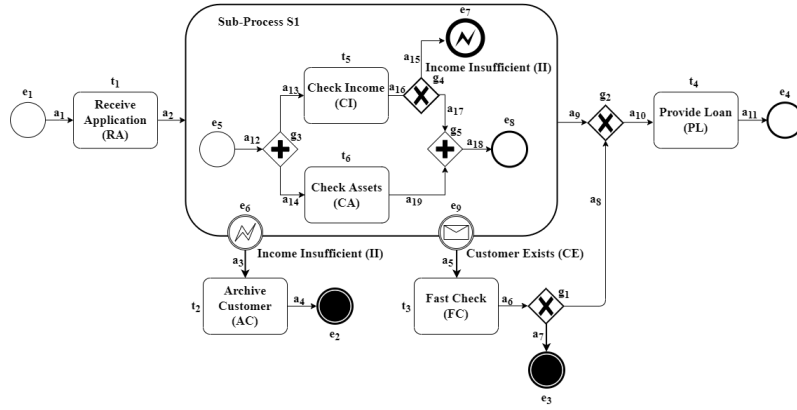 Sub-Process S1
e7
t5
a15
Income Insufficient (II)
e1
t1
a13
Check Income
(CI)
a16
g4
t4
a1
Receive
Application
(RA)
a2
e5
a17
e8
a9
g2
a10
Provide Loan
(PL)
a11
e4
a12
g3
t6
g5
a18
a14
Check Assets
(CA)
a19
e6
e9
a8
a3
Income Insufficient (II)
a5
Customer Exists (CE)
t2
Archive
Customer
(AC)
a4
e2
t3
Fast Check
(FC)
a6
g1
a7
e3